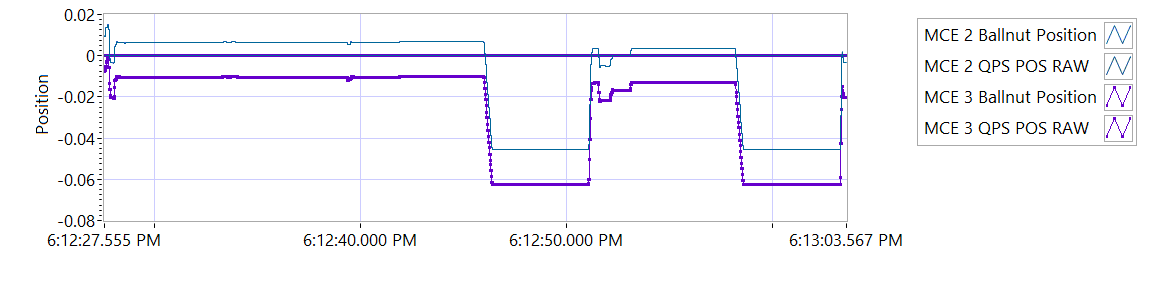 0.02
0
-0.02
-0.04
-0.06
-0.08
Position
6:12:27.555 PM
6:12:40.000 PM
6:12:50.000 PM
6:13:03.567 PM
MCE 2 Ballnut Position
MCE 2 QPS POS RAW
MCE 3 Ballnut Position
MCE 3 QPS POS RAW